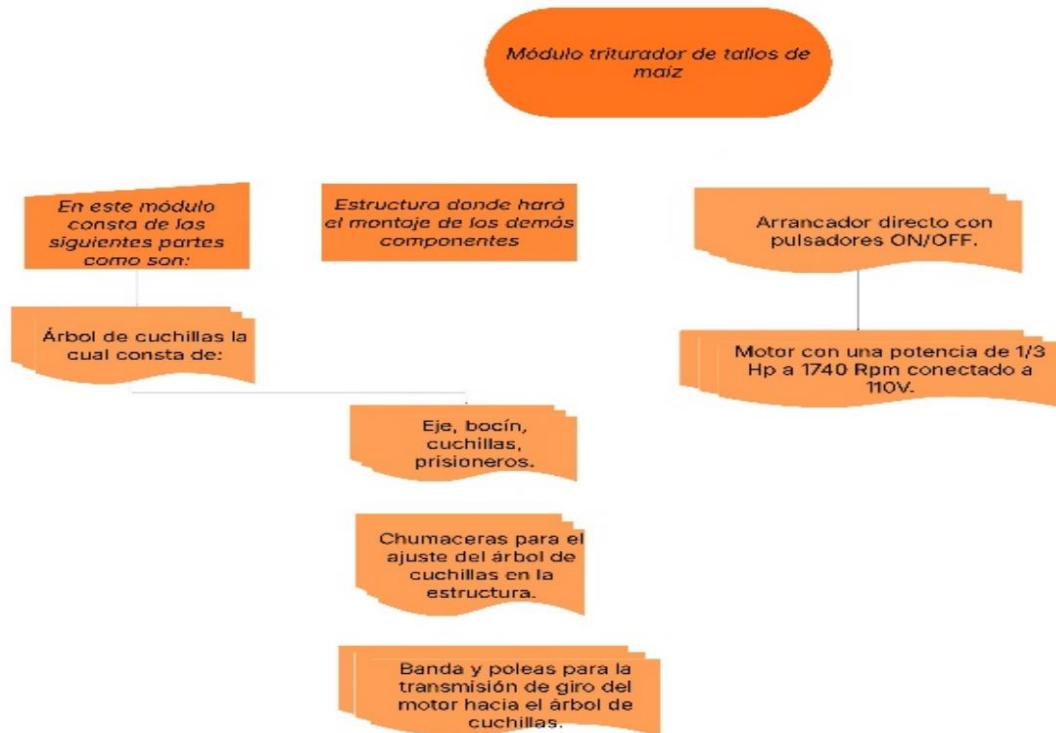 Módulo triturador de tallos de
maíz
En este módulo
consta de las
siguientes partes
como son:
Estructura donde hará
el montaje de los demás
componentes
Arrancador directo con
pulsadores ON/OFF.
Árbol de cuchillas la
cual consta de:
Motor con una potencia de 1/3
Hp a 1740 Rpm conectado a
110V.
Eje, bocín,
cuchillas,
prisioneros.
Chumaceras para el
ajuste del árbol de
cuchillas en la
estructura.
Banda y poleas para la
transmisión de giro del
motor hacia el árbol de
cuchillas.